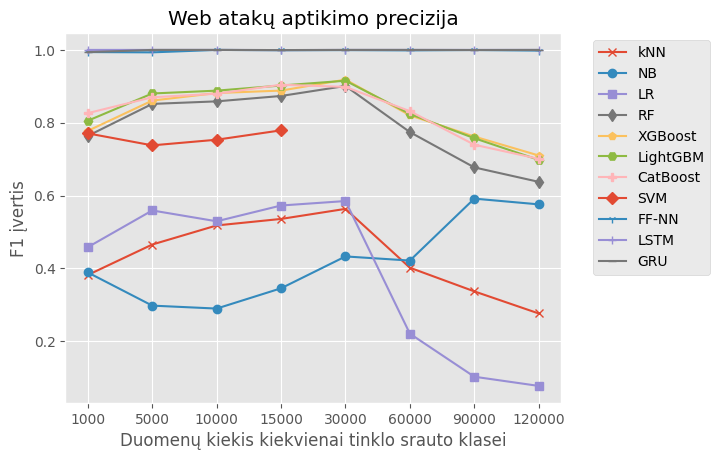 Web atakų aptikimo precizija
F1 įvertis
1.0
0.8
0.6
0.4
0.2
1000 5000 10000 15000 30000 60000 90000 120000
Duomenų kiekis kiekvienai tinklo srauto klasei
kNN
NB
LR
RF
XGBoost
LightGBM
CatBoost
SVM
FF-NN
LSTM
GRU